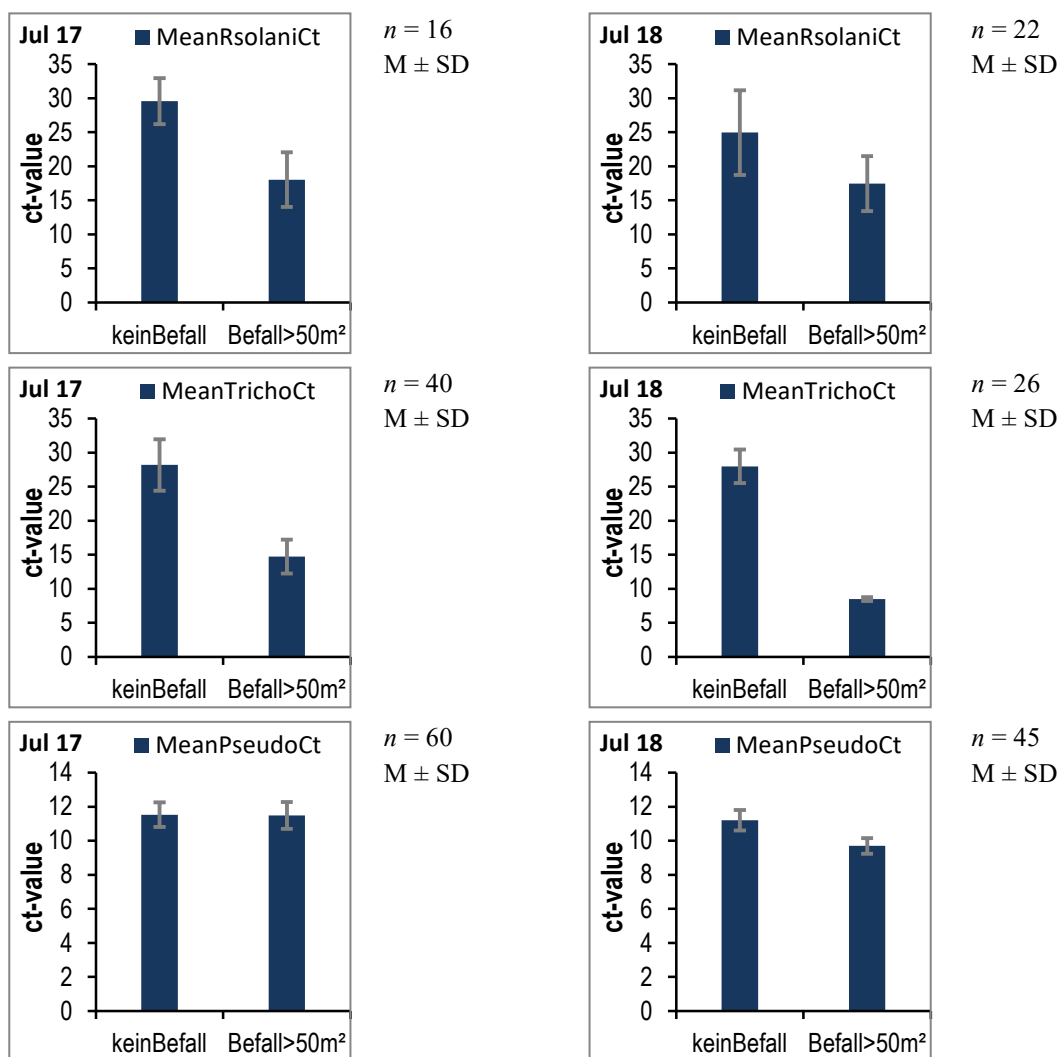 Jul 17 MeanRsolaniCt
n = 16
M ± SD
35
30
25
20
15
10
5
0
ct-value
keinBefall Befall>50m²
Jul 18 MeanRsolaniCt
n = 22
M ± SD
35
30
25
20
15
10
5
0
ct-value
keinBefall Befall>50m²
Jul 17 MeanTrichoCt
n = 40
M ± SD
35
30
25
20
15
10
5
0
ct-value
keinBefall Befall>50m²
Jul 18 MeanTrichoCt
n = 26
M ± SD
35
30
25
20
15
10
5
0
ct-value
keinBefall Befall>50m²
Jul 17 MeanPseudoCt
n = 60
M ± SD
14
12
10
8
6
4
2
0
ct-value
keinBefall Befall>50m²
Jul 18 MeanPseudoCt
n = 45
M ± SD
14
12
10
8
6
4
2
0
ct-value
keinBefall Befall>50m²